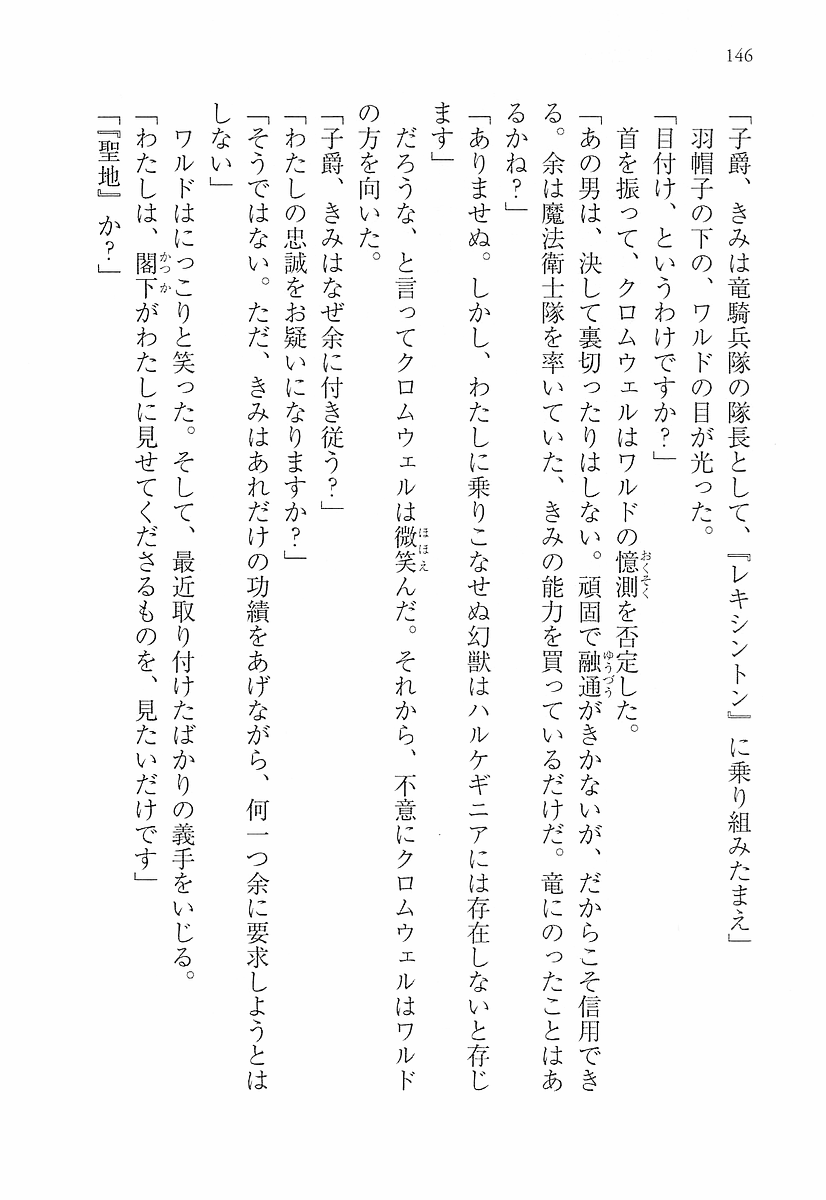 146
「子爵、きみは竜騎兵隊の隊長として、『レキシントン』に乗り組みたまえ」
羽帽子の下の、ワルドの目が光った。
「目付け、というわけですか？」
首を振って、クロムウェルはワルドの憶測を否定した。
「あの男は、決して裏切ったりはしない。頑固で融通がきかないが、だからこそ信用でき
る。余は魔法衛士隊を率いていた、きみの能力を買っているだけだ。竜にのったことはあ
るかね？」
「ありませぬ。しかし、わたしに乗りこなせぬ幻獣はハルケギニアには存在しないと存じ
ます」
だろうな、と言ってクロムウェルは微笑んだ。それから、不意にクロムウェルはワルド
の方を向いた。
「子爵、きみはなぜ余に付き従う？」
「わたしの忠誠をお疑いになりますか？」
「そうではない。ただ、きみはあれだけの功績をあげながら、何一つ余に要求しようとは
しない」
ワルドはにっこりと笑った。そして、最近取り付けたばかりの義手をいじる。
「わたしは、閣下がわたしに見せてくださるものを、見たいだけです」
「『聖地』か？」